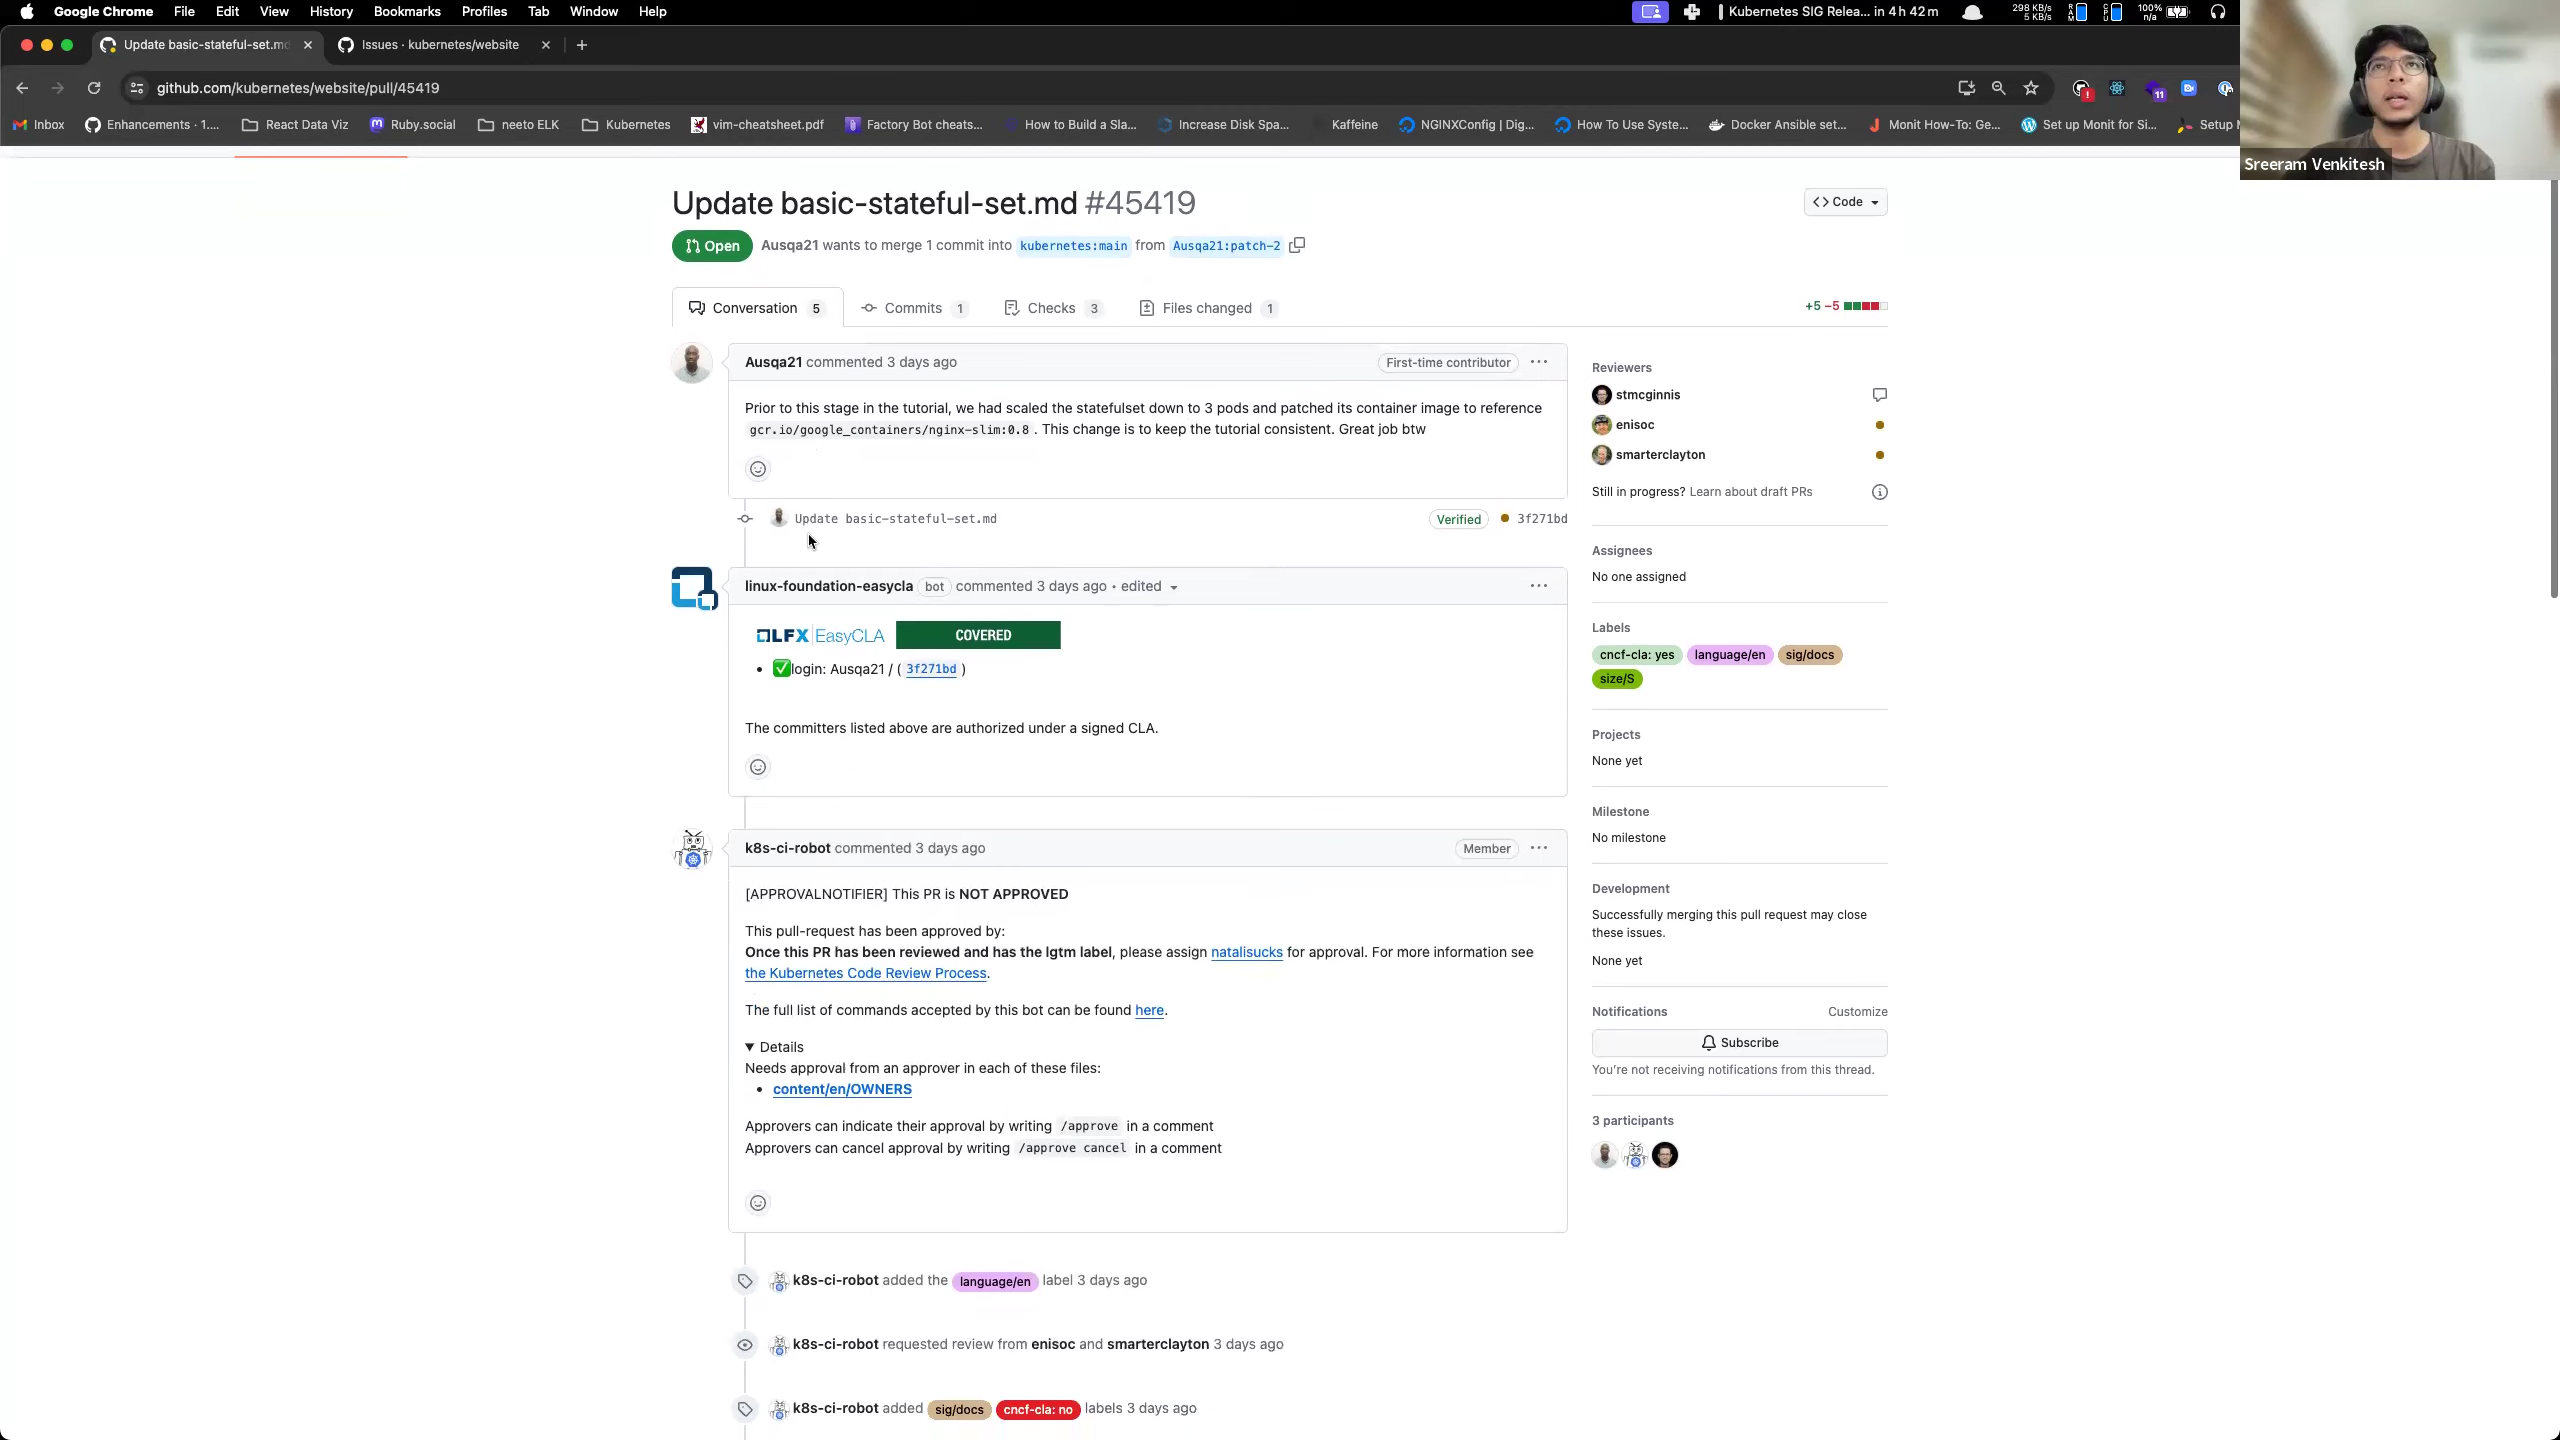 Google Chrome File Edit View History Bookmarks Profiles Tab Window Help
Kubernetes SIG Relea... in 4 h 42 m
298 KB/s
5 KB/s
RAM
CPU
100%
n/a
Update basic-stateful-set.md
Issues · kubernetes/website
github.com/kubernetes/website/pull/45419
11
Inbox
Enhancements · 1....
React Data Viz
Ruby.social
neeto ELK
Kubernetes
vim-cheatsheet.pdf
Factory Bot cheats...
How to Build a Sla...
Increase Disk Spa...
Kaffeine
NGINXConfig | Dig...
How To Use Syste...
Docker Ansible set...
Monit How-To: Ge...
Set up Monit for Si...
Setup
Sreeram Venkitesh
Update basic-stateful-set.md #45419
Code
Open
Ausqa21 wants to merge 1 commit into kubernetes:main from Ausqa21:patch-2
Conversation 5
Commits 1
Checks 3
Files changed 1
+5 −5
Ausqa21 commented 3 days ago
First-time contributor
Prior to this stage in the tutorial, we had scaled the statefulset down to 3 pods and patched its container image to reference
gcr.io/google_containers/nginx-slim:0.8 . This change is to keep the tutorial consistent. Great job btw
Update basic-stateful-set.md
Verified
3f271bd
linux-foundation-easycla bot commented 3 days ago • edited
LFX EasyCLA COVERED
• ✅login: Ausqa21 / ( 3f271bd )
The committers listed above are authorized under a signed CLA.
k8s-ci-robot commented 3 days ago
Member
[APPROVALNOTIFIER] This PR is NOT APPROVED
This pull-request has been approved by:
Once this PR has been reviewed and has the lgtm label, please assign natalisucks for approval. For more information see
the Kubernetes Code Review Process.
The full list of commands accepted by this bot can be found here.
▼ Details
Needs approval from an approver in each of these files:
• content/en/OWNERS
Approvers can indicate their approval by writing /approve in a comment
Approvers can cancel approval by writing /approve cancel in a comment
k8s-ci-robot added the language/en label 3 days ago
k8s-ci-robot requested review from enisoc and smarterclayton 3 days ago
k8s-ci-robot added sig/docs cncf-cla: no labels 3 days ago
Reviewers
stmcginnis
enisoc
smarterclayton
Still in progress? Learn about draft PRs
Assignees
No one assigned
Labels
cncf-cla: yes language/en sig/docs
size/S
Projects
None yet
Milestone
No milestone
Development
Successfully merging this pull request may close
these issues.
None yet
Notifications
Customize
Subscribe
You're not receiving notifications from this thread.
3 participants